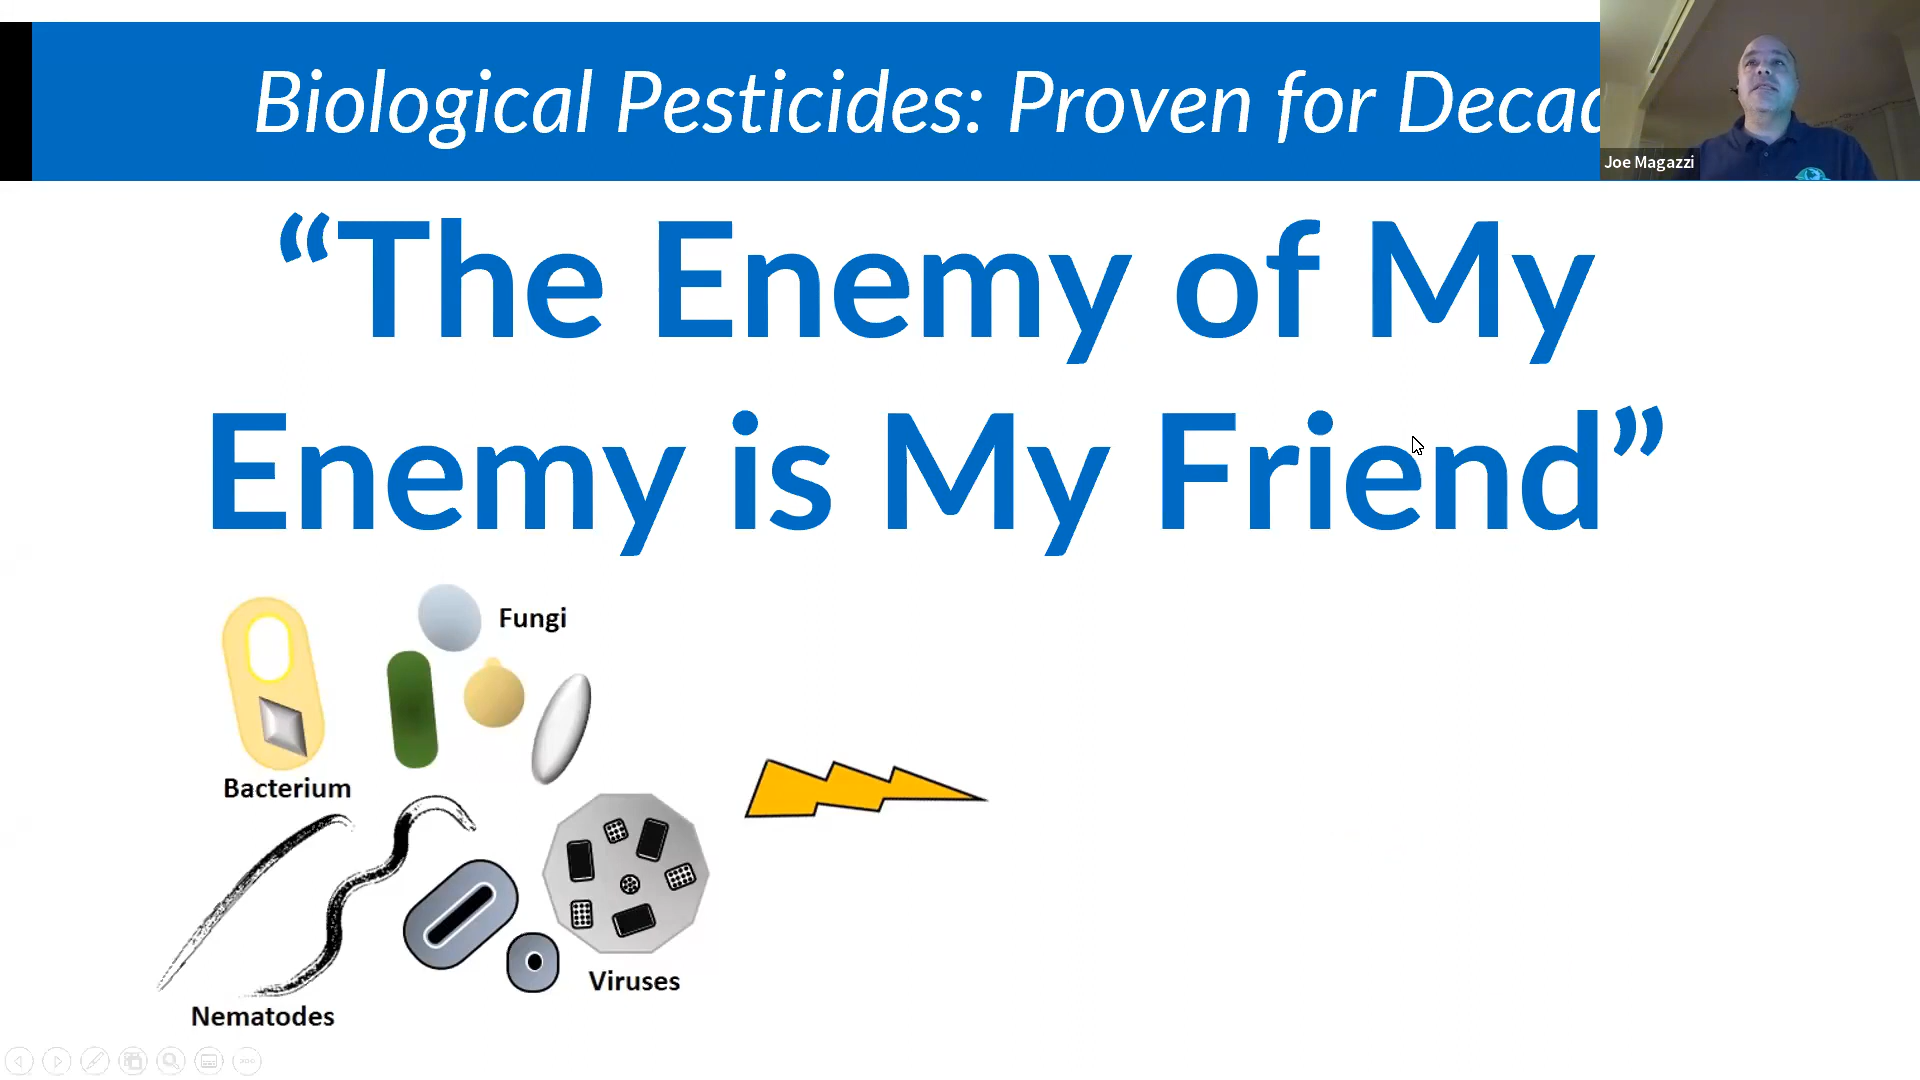 Biological Pesticides: Proven for Decad
Joe Magazzi
“The Enemy of My
Enemy is My Friend”
Fungi
Bacterium
Viruses
Nematodes